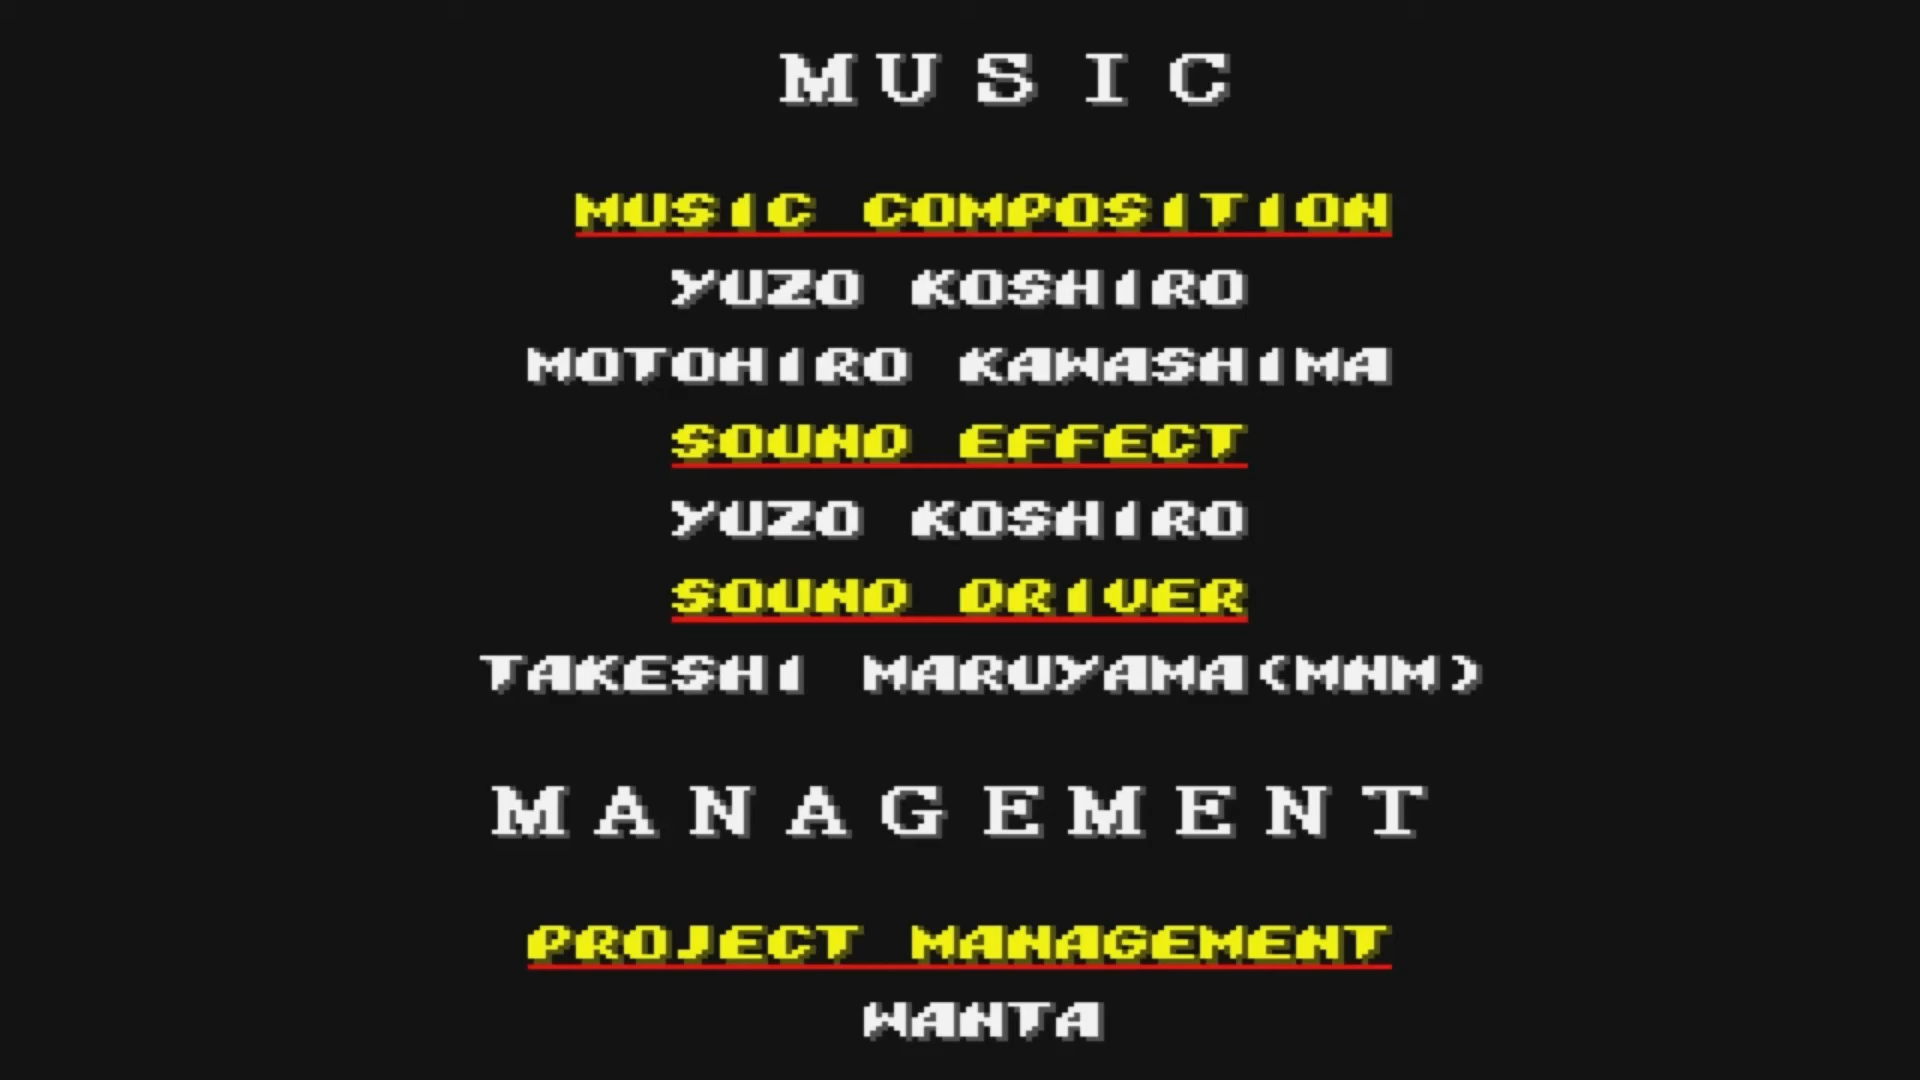 MUSIC
MUSIC COMPOSITION
YUZO KOSHIRO
MOTOHIRO KAWASHIMA
SOUND EFFECT
YUZO KOSHIRO
SOUND DRIVER
TAKESHI MARUYAMA(MNM)
MANAGEMENT
PROJECT MANAGEMENT
WANTA